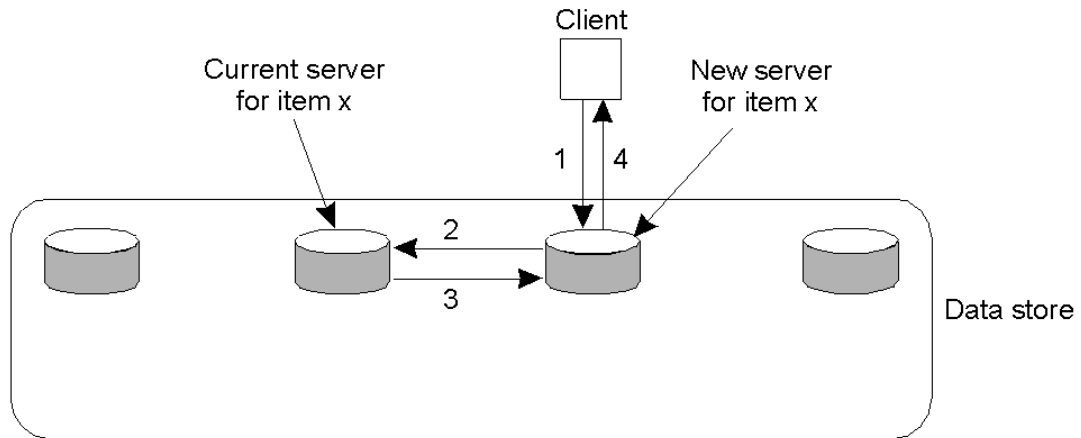 Client
Current server
for item x
New server
for item x
1
4
2
3
Data store